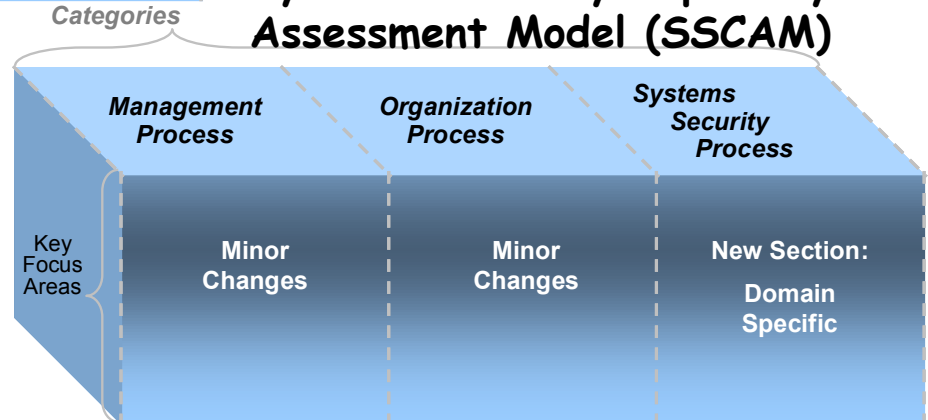 Categories
Assessment Model (SSCAM)
Management
Process
Organization
Process
Systems
Security
Process
Key
Focus
Areas
Minor
Changes
Minor
Changes
New Section:
Domain
Specific